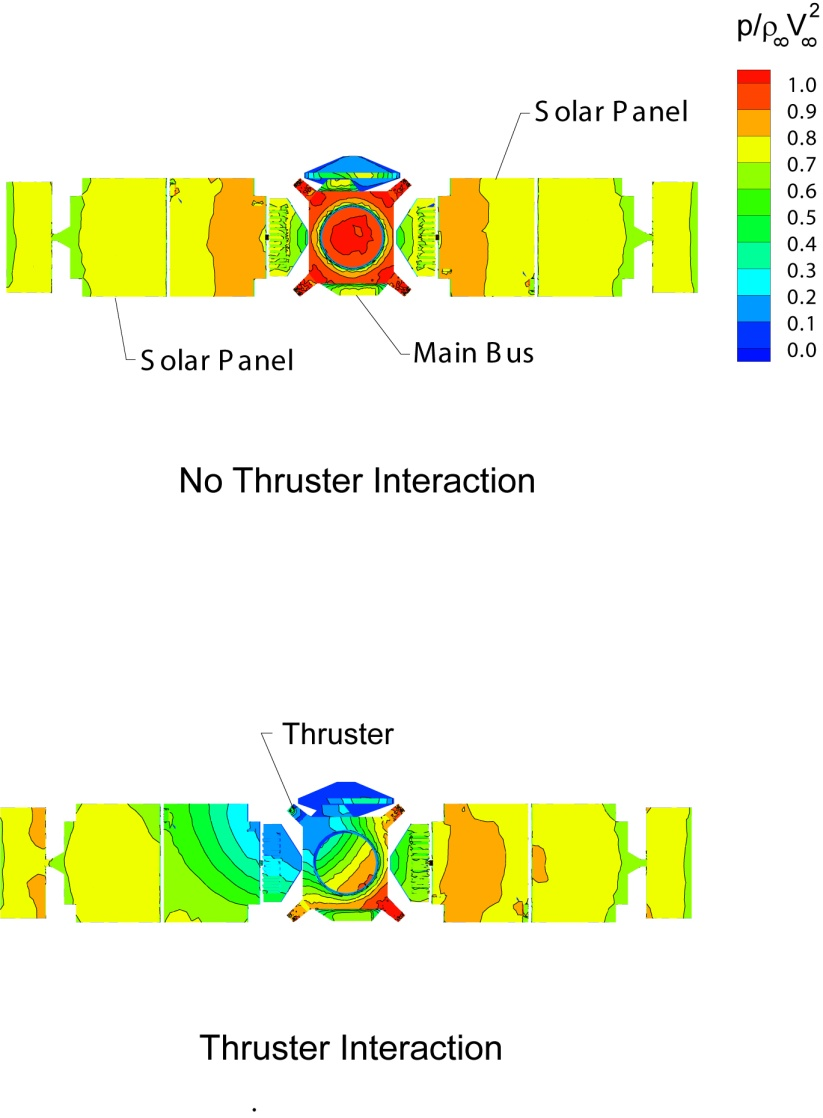 p/ρ∞V∞²
Solar Panel
1.0
0.9
0.8
0.7
0.6
0.5
0.4
0.3
0.2
0.1
0.0
Solar Panel
Main Bus
No Thruster Interaction
Thruster
Thruster Interaction
.